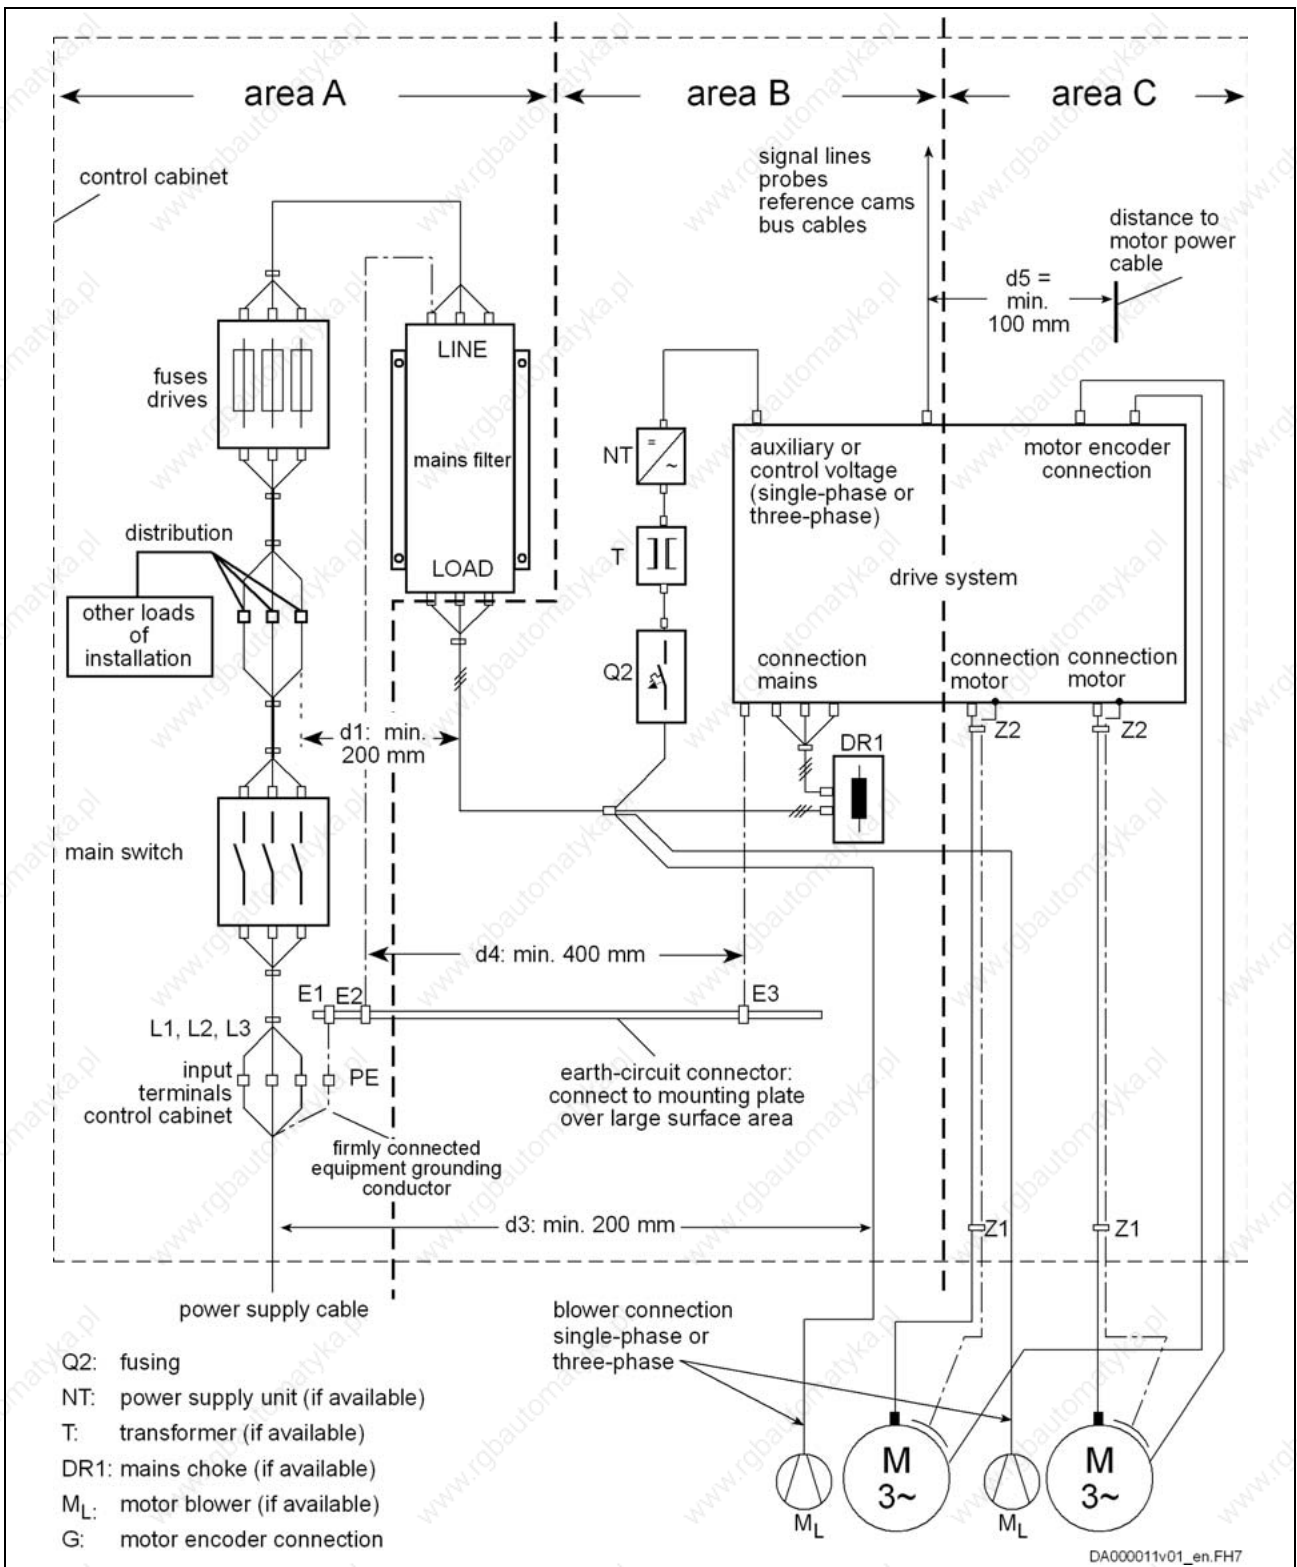 area A
area B
area C
control cabinet
signal lines
probes
reference cams
bus cables
distance to
motor power
cable
d5 =
min.
100 mm
LINE
fuses
drives
mains filter
LOAD
NT
auxiliary or
control voltage
(single-phase or
three-phase)
motor encoder
connection
distribution
T
drive system
other loads
of
installation
Q2
connection
mains
connection
motor
connection
motor
d1: min.
200 mm
Z2
Z2
DR1
main switch
d4: min. 400 mm
E1
E2
E3
L1, L2, L3
input
terminals
control cabinet
PE
earth-circuit connector:
connect to mounting plate
over large surface area
firmly connected
equipment grounding
conductor
d3: min. 200 mm
Z1
Z1
power supply cable
blower connection
single-phase or
three-phase
Q2: fusing
NT: power supply unit (if available)
T: transformer (if available)
DR1: mains choke (if available)
ML: motor blower (if available)
G: motor encoder connection
M
3~
M
3~
ML
ML
DA000011v01_en.FH7
www.rgbautomatyka.pl